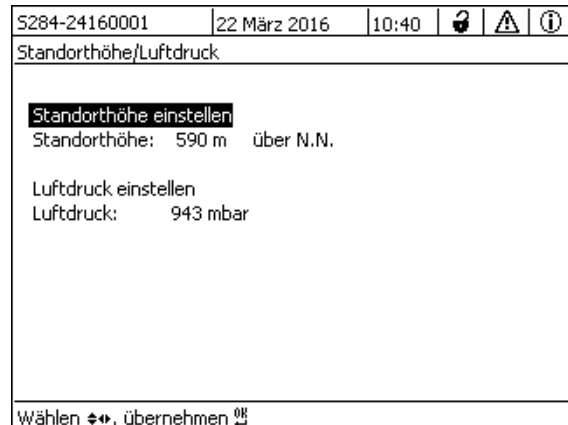 S284-24160001 22 März 2016 10:40
Standorthöhe/Luftdruck
Standorthöhe einstellen
Standorthöhe: 590 m über N.N.
Luftdruck einstellen
Luftdruck: 943 mbar
Wählen, übernehmen OK